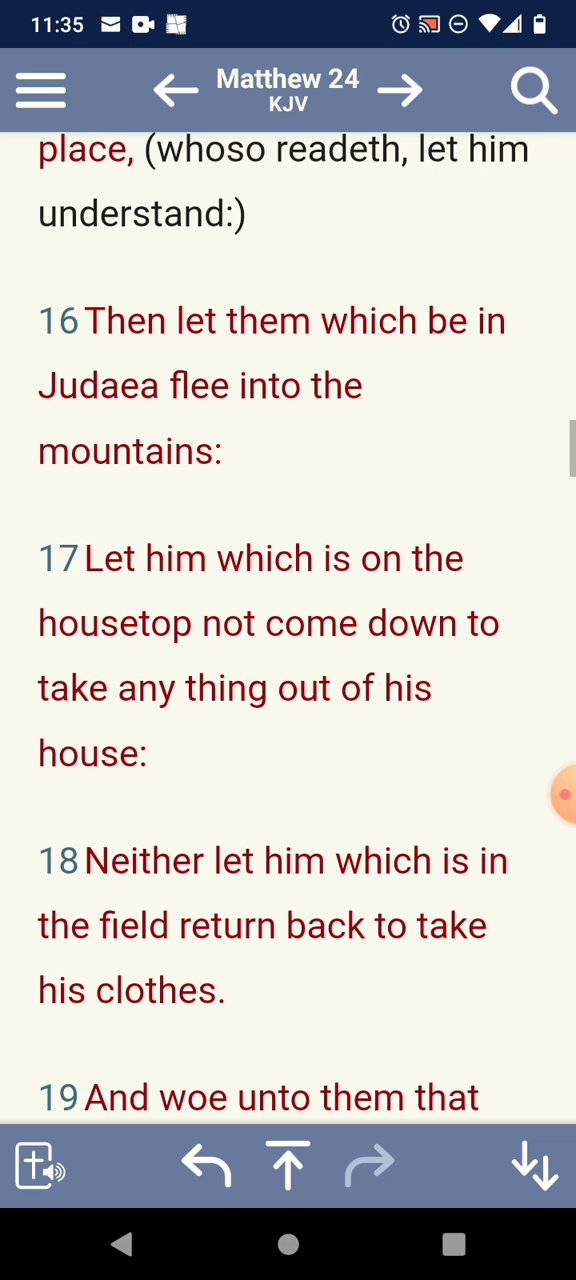 11:35
Matthew 24
KJV
place, (whoso readeth, let him
understand:)
16 Then let them which be in
Judaea flee into the
mountains:
17 Let him which is on the
housetop not come down to
take any thing out of his
house:
18 Neither let him which is in
the field return back to take
his clothes.
19 And woe unto them that